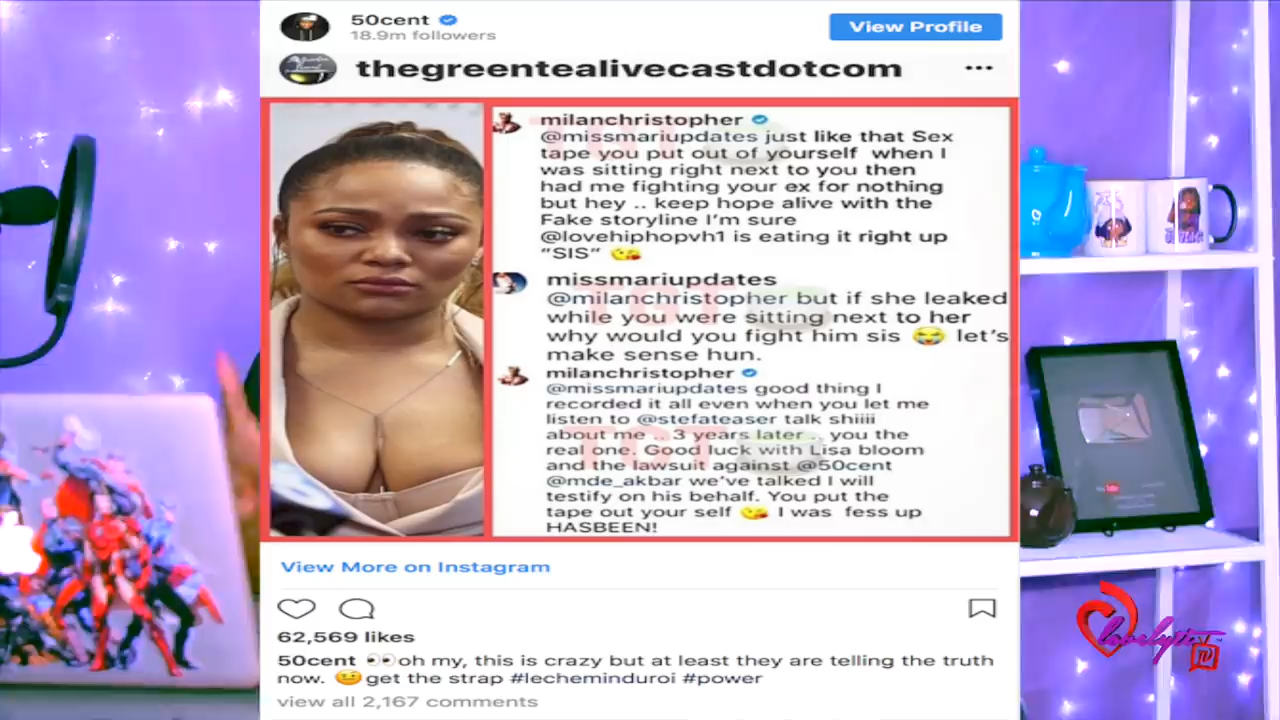 50cent
18.9m followers
View Profile
thegreentealivecastdotcom
milanchristopher
@missmariupdates just like that Sex
tape you put out of yourself when I
was sitting right next to you then
had me fighting your ex for nothing
but hey .. keep hope alive with the
Fake storyline I'm sure
@lovehiphopvh1 is eating it right up
“SIS” 😘
missmariupdates
@milanchristopher but if she leaked
while you were sitting next to her
why would you fight him sis 😭 let's
make sense hun.
milanchristopher
@missmariupdates good thing I
recorded it all even when you let me
listen to @stefateaser talk shiiii
about me .. 3 years later .. you the
real one. Good luck with Lisa bloom
and the lawsuit against @50cent
@mde_akbar we've talked I will
testify on his behalf. You put the
tape out your self 😘 I was fess up
HASBEEN!
View More on Instagram
62,569 likes
50cent 👀oh my, this is crazy but at least they are telling the truth
now. 🤨get the strap #lecheminduroi #power
view all 2,167 comments
lovelyti
TV